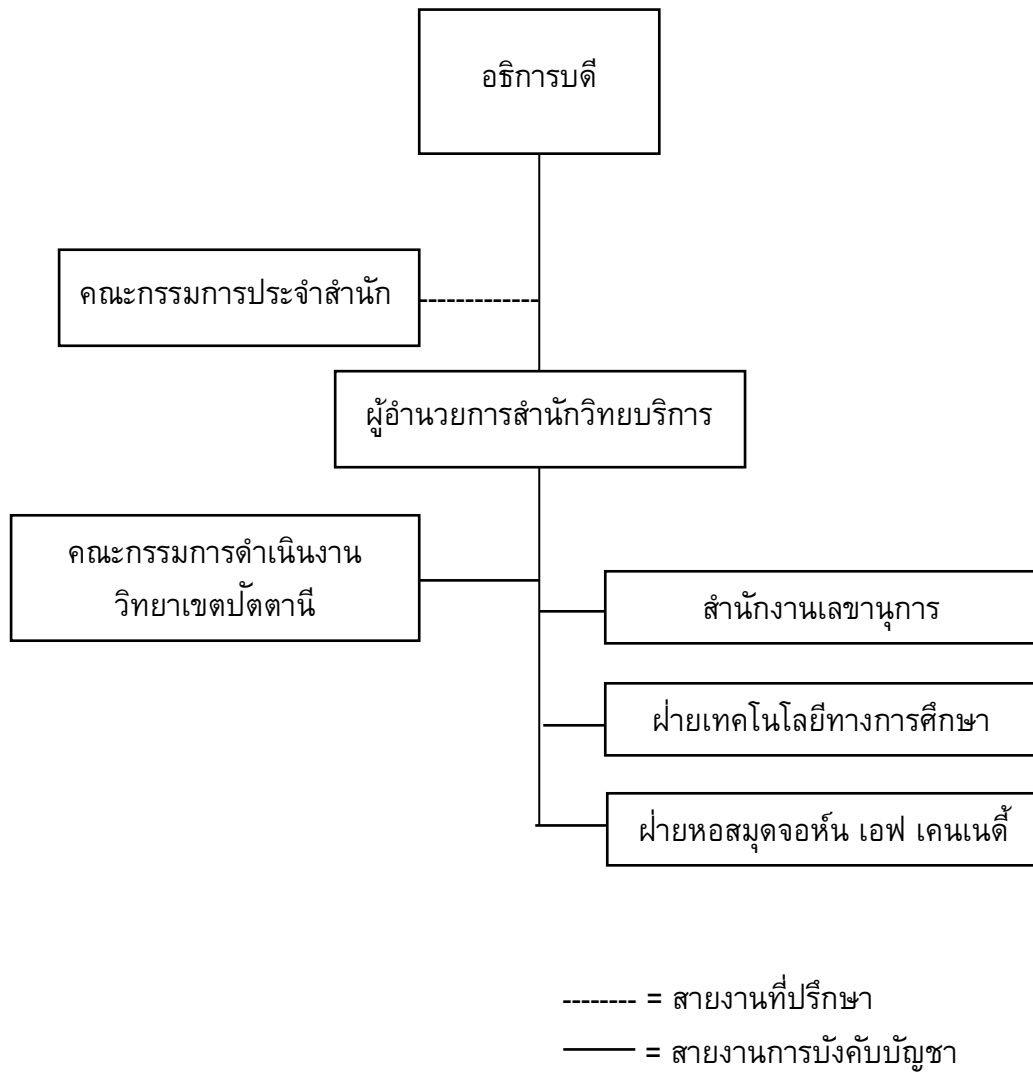 อธิการบดี
คณะกรรมการประจำสำนัก
ผู้อำนวยการสำนักวิทยบริการ
คณะกรรมการดำเนินงาน
วิทยาเขตปัตตานี
สำนักงานเลขานุการ
ฝ่ายเทคโนโลยีทางการศึกษา
ฝ่ายหอสมุดจอห์น เอฟ เคนเนดี้
-------- = สายงานที่ปรึกษา
——— = สายงานการบังคับบัญชา